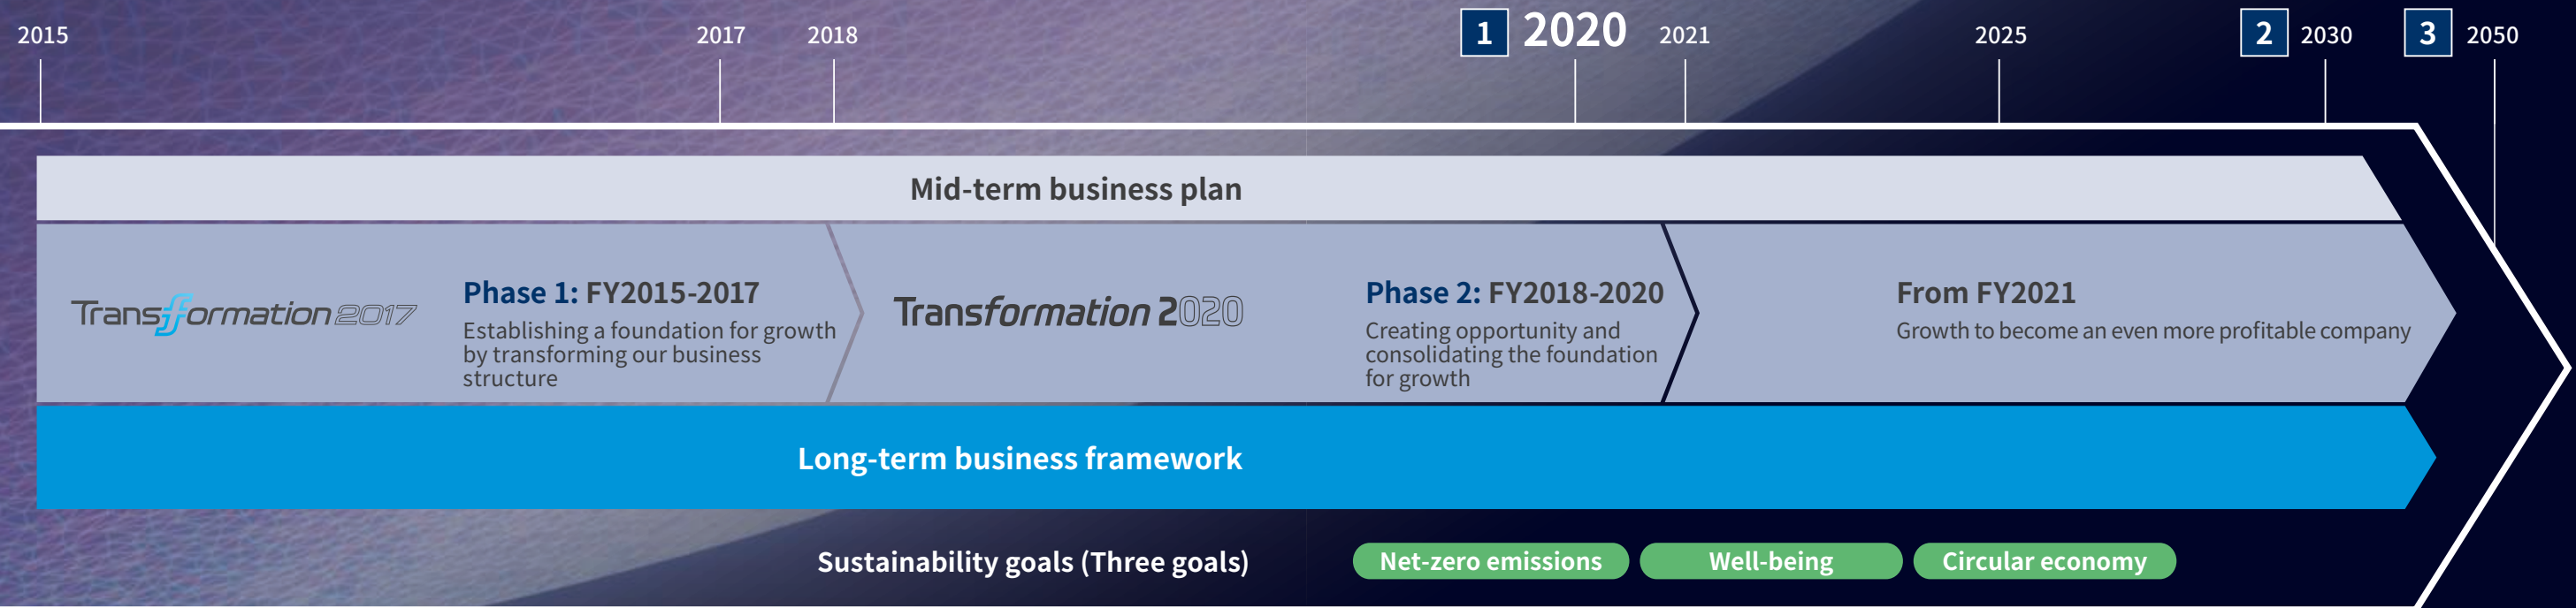 2015
2017
2018
1 2020
2021
2025
2 2030
3 2050
Mid-term business plan
Transformation 2017
Phase 1: FY2015-2017
Establishing a foundation for growth
by transforming our business
structure
Transformation 2020
Phase 2: FY2018-2020
Creating opportunity and
consolidating the foundation
for growth
From FY2021
Growth to become an even more profitable company
Long-term business framework
Sustainability goals (Three goals)
Net-zero emissions
Well-being
Circular economy